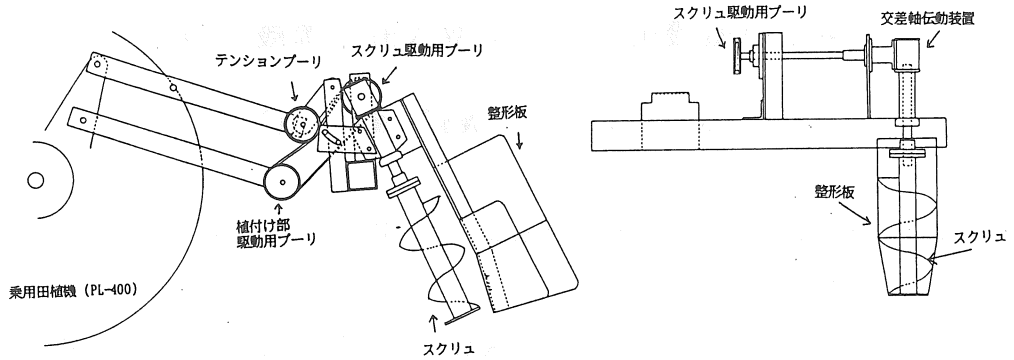 テンションプーリ
スクリュ駆動用プーリ
整形板
植付け部
駆動用プーリ
乗用田植機 (PL-400)
スクリュ
スクリュ駆動用プーリ
交差軸伝動装置
整形板
スクリュ